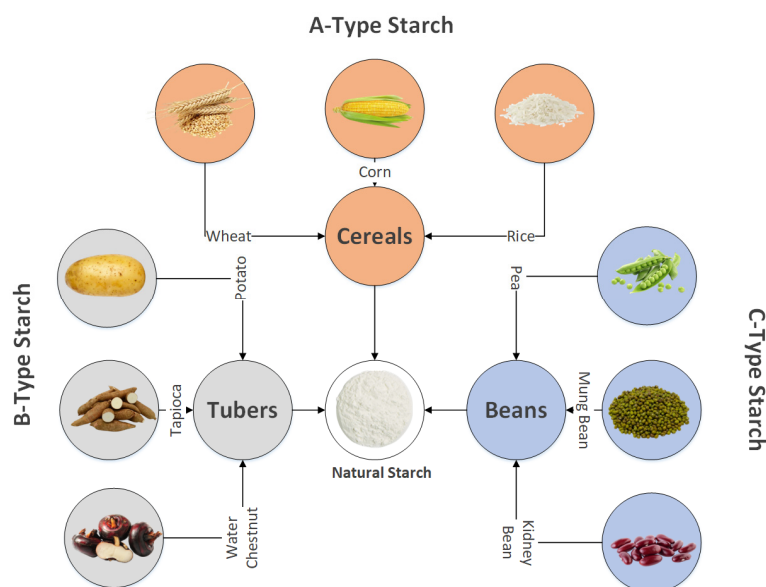 A-Type Starch
Corn
Wheat
Cereals
Rice
Potato
Pea
B-Type Starch
C-Type Starch
Tapioca
Tubers
Beans
Mung
Bean
Natural Starch
Water
Chestnut
Kidney
Bean